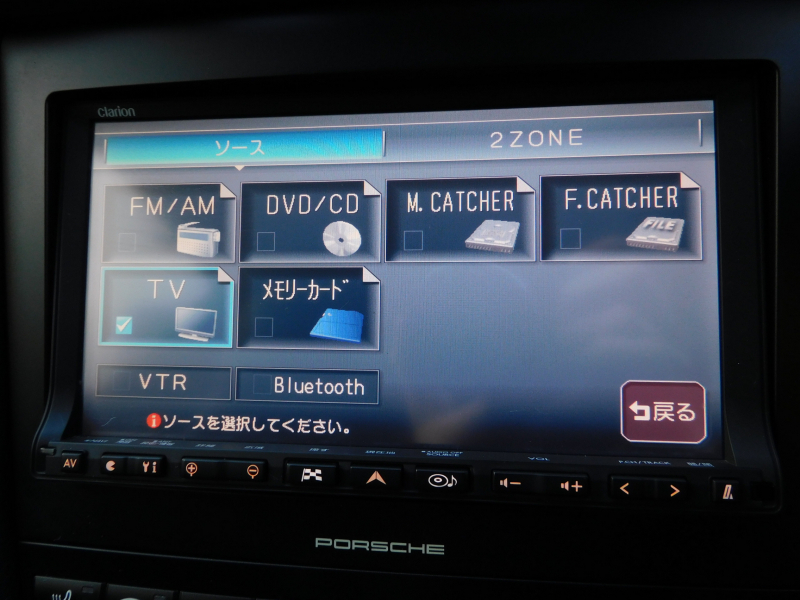 clarion
ソース 2ZONE
FM/AM DVD/CD M.CATCHER F.CATCHER
FILE
TV メモリーカード
VTR Bluetooth
戻る
ソースを選択してください。
AV
PORSCHE